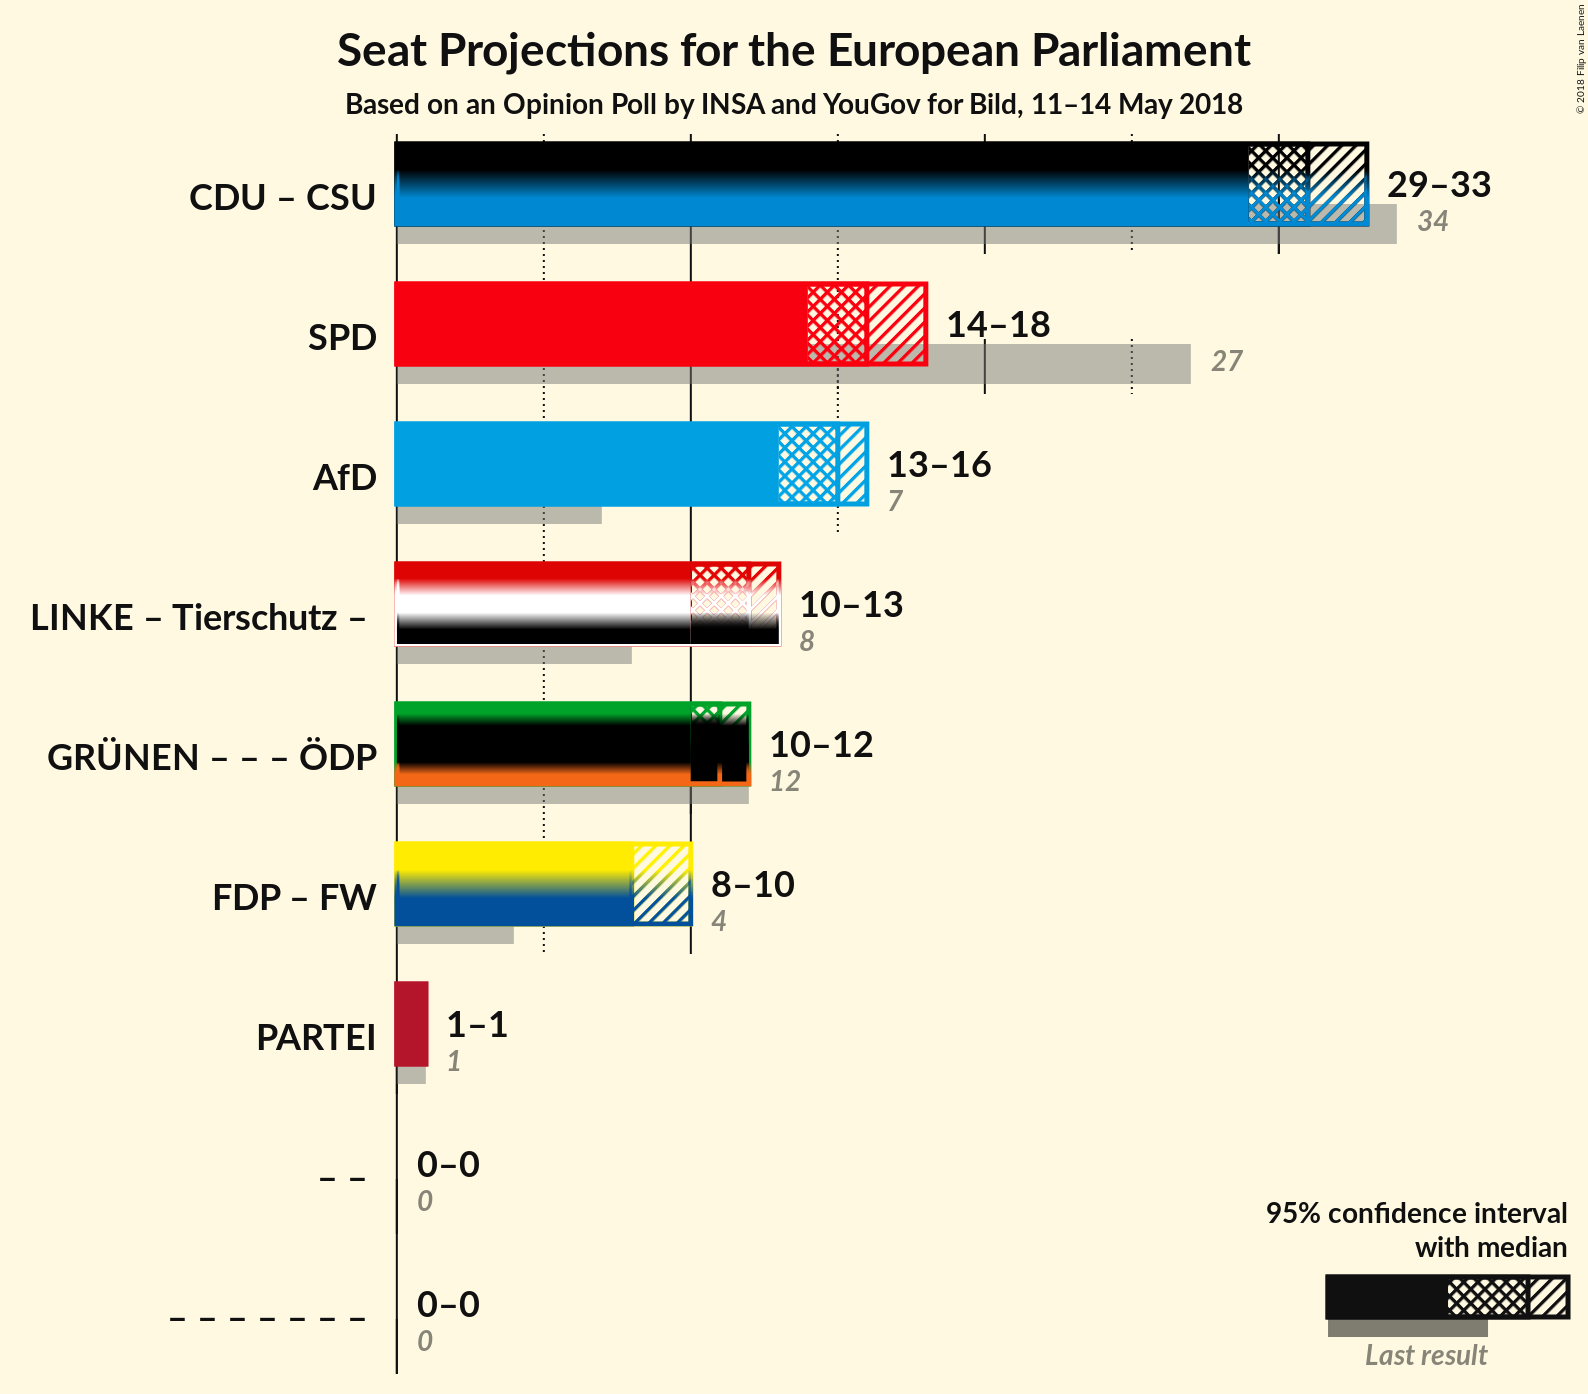 Seat Projections for the European Parliament
Based on an Opinion Poll by INSA and YouGov for Bild, 11–14 May 2018
© 2018 Filip van Laenen
CDU – CSU
29–33
34
SPD
14–18
27
AfD
13–16
7
LINKE – Tierschutz –
10–13
8
GRÜNEN – – – ÖDP
10–12
12
FDP – FW
8–10
4
PARTEI
1–1
1
– –
0–0
0
– – – – – – –
0–0
0
95% confidence interval
with median
Last result